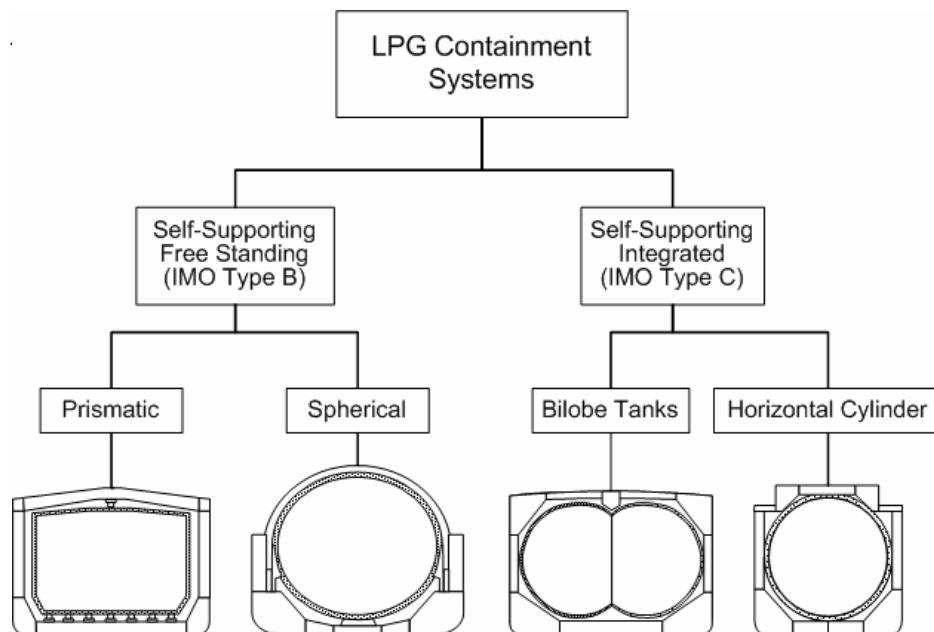 LPG Containment
Systems
Self-Supporting
Free Standing
(IMO Type B)
Self-Supporting
Integrated
(IMO Type C)
Prismatic
Spherical
Bilobe Tanks
Horizontal Cylinder